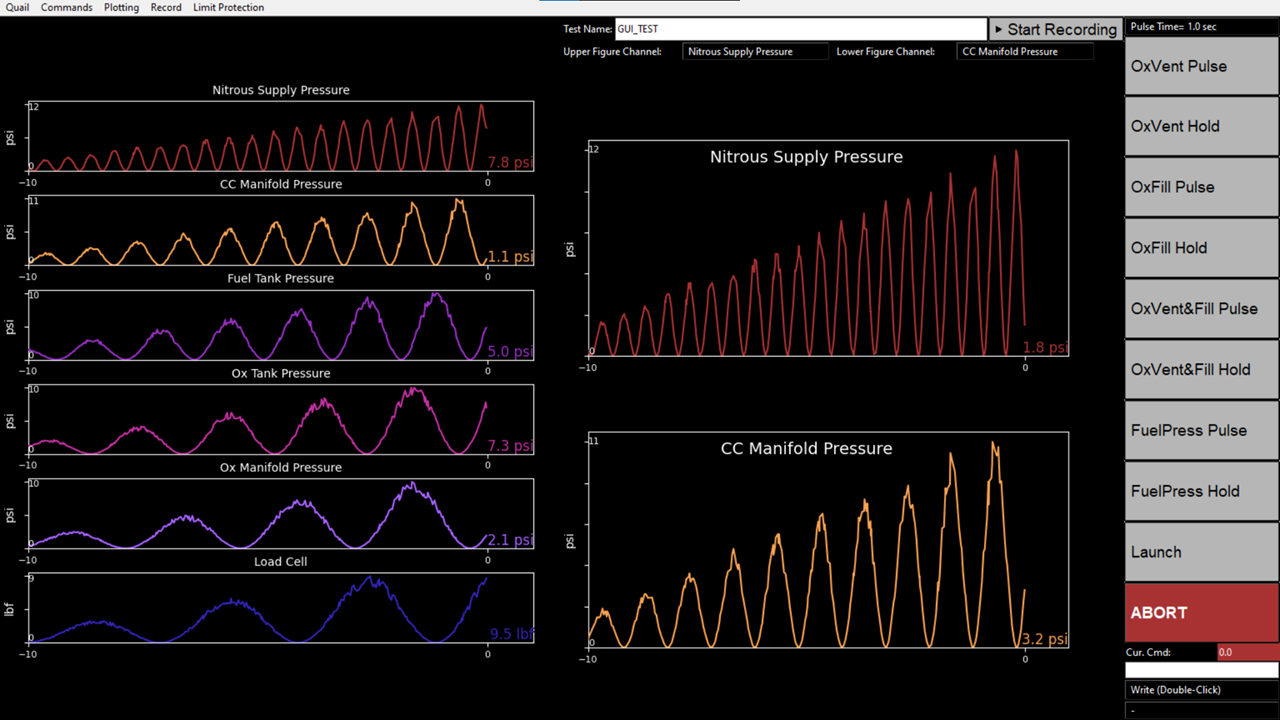 Quail Commands Plotting Record Limit Protection
Test Name: GUI_TEST ▶ Start Recording
Upper Figure Channel: Nitrous Supply Pressure Lower Figure Channel: CC Manifold Pressure
Nitrous Supply Pressure
12
psi
0
7.8 psi
−10 0
CC Manifold Pressure
11
psi
0
1.1 psi
−10 0
Fuel Tank Pressure
10
psi
0
5.0 psi
−10 0
Ox Tank Pressure
10
psi
0
7.3 psi
−10 0
Ox Manifold Pressure
10
psi
0
2.1 psi
−10 0
Load Cell
9
lbf
0
9.5 lbf
−10 0
12
Nitrous Supply Pressure
psi
0
1.8 psi
−10 0
11
CC Manifold Pressure
psi
0
3.2 psi
−10 0
Pulse Time= 1.0 sec
OxVent Pulse
OxVent Hold
OxFill Pulse
OxFill Hold
OxVent&Fill Pulse
OxVent&Fill Hold
FuelPress Pulse
FuelPress Hold
Launch
ABORT
Cur. Cmd: 0.0
Write (Double-Click)
-